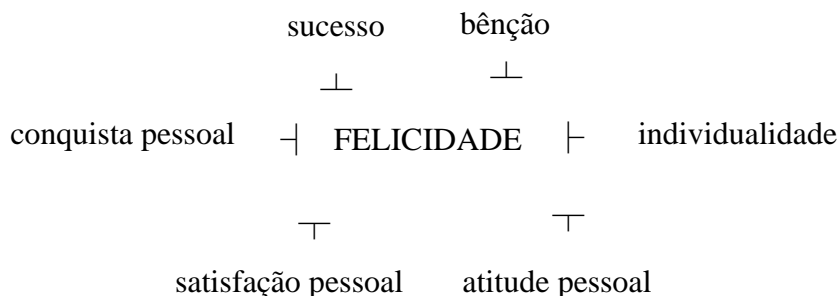 sucesso bênção
conquista pessoal FELICIDADE individualidade
satisfação pessoal atitude pessoal